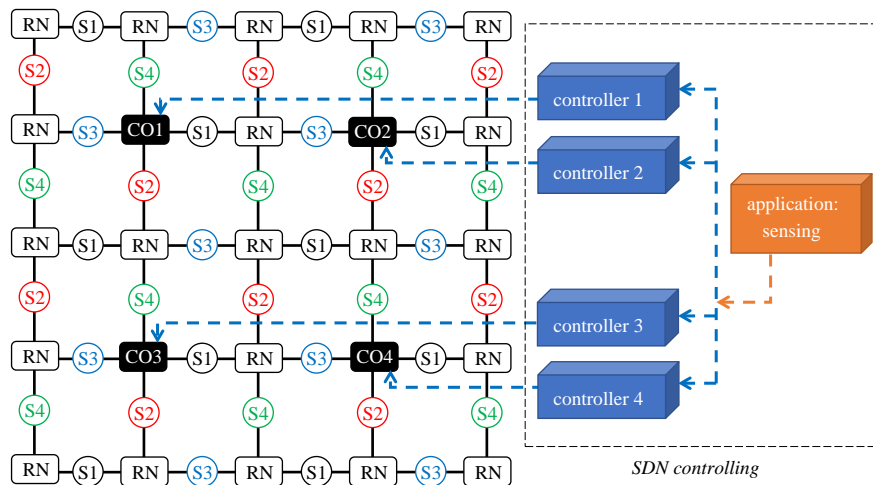 RN S1 RN S3 RN S1 RN S3 RN
S2 S4 S2 S4 S2
RN S3 CO1 S1 RN S3 CO2 S1 RN
S4 S2 S4 S2 S4
RN S1 RN S3 RN S1 RN S3 RN
S2 S4 S2 S4 S2
RN S3 CO3 S1 RN S3 CO4 S1 RN
S4 S2 S4 S2 S4
RN S1 RN S3 RN S1 RN S3 RN
controller 1
controller 2
controller 3
controller 4
application:
sensing
SDN controlling